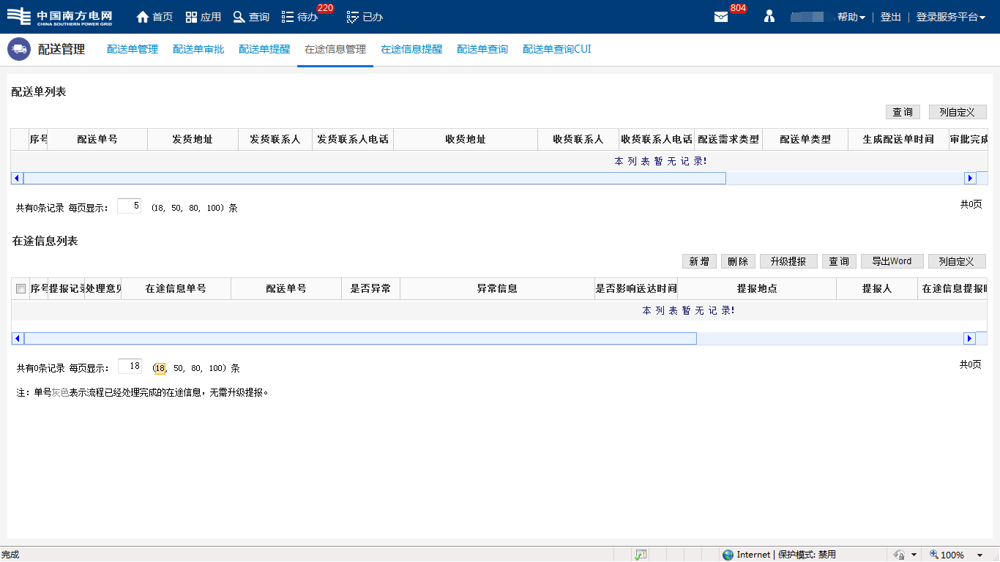 中国南方电网 首页 应用 查询 待办 220 已办 804 帮助 登出 登录服务平台
CHINA SOUTHERN POWER GRID
配送管理 配送单管理 配送单审批 配送单提醒 在途信息管理 在途信息提醒 配送单查询 配送单查询CUI
配送单列表
查询 列自定义
序号 配送单号 发货地址 发货联系人 发货联系人电话 收货地址 收货联系人 收货联系人电话 配送需求类型 配送单类型 生成配送单时间 审批完成
本列表暂无记录!
共有0条记录 每页显示: 5 (18, 50, 80, 100) 条 共0页
在途信息列表
新增 删除 升级提报 查询 导出Word 列自定义
序号 提报记录 处理意见 在途信息单号 配送单号 是否异常 异常信息 是否影响送达时间 提报地点 提报人 在途信息提报时
本列表暂无记录!
共有0条记录 每页显示: 18 (18, 50, 80, 100) 条 共0页
注: 单号灰色表示流程已经处理完成的在途信息, 无需升级提报。
完成 Internet | 保护模式: 禁用 100%